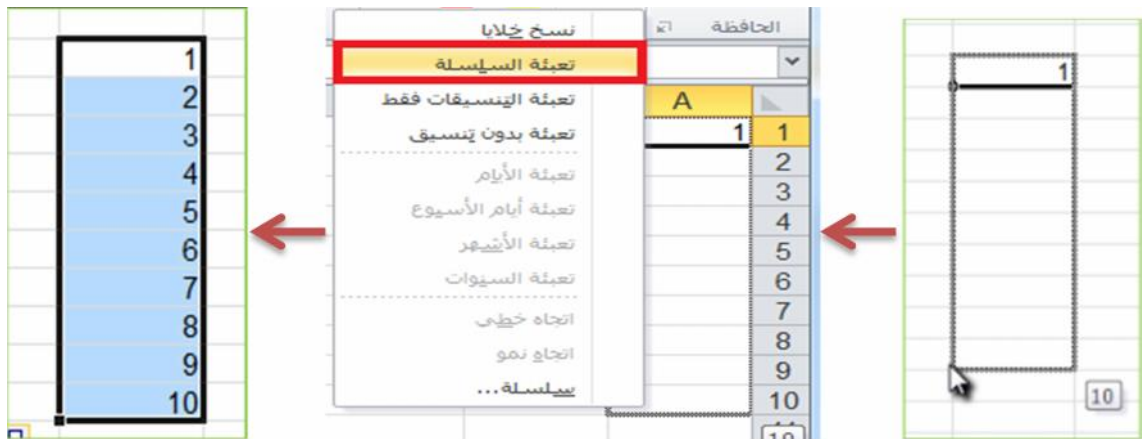 1
10
الحافظة
A
1 1
2
3
4
5
6
7
8
9
10
نسخ خلايا
تعبئة السلسلة
تعبئة التنسيقات فقط
تعبئة بدون تنسيق
تعبئة الأيام
تعبئة أيام الأسبوع
تعبئة الأشهر
تعبئة السنوات
اتجاه خطي
اتجاه نمو
سلسلة...
1
2
3
4
5
6
7
8
9
10